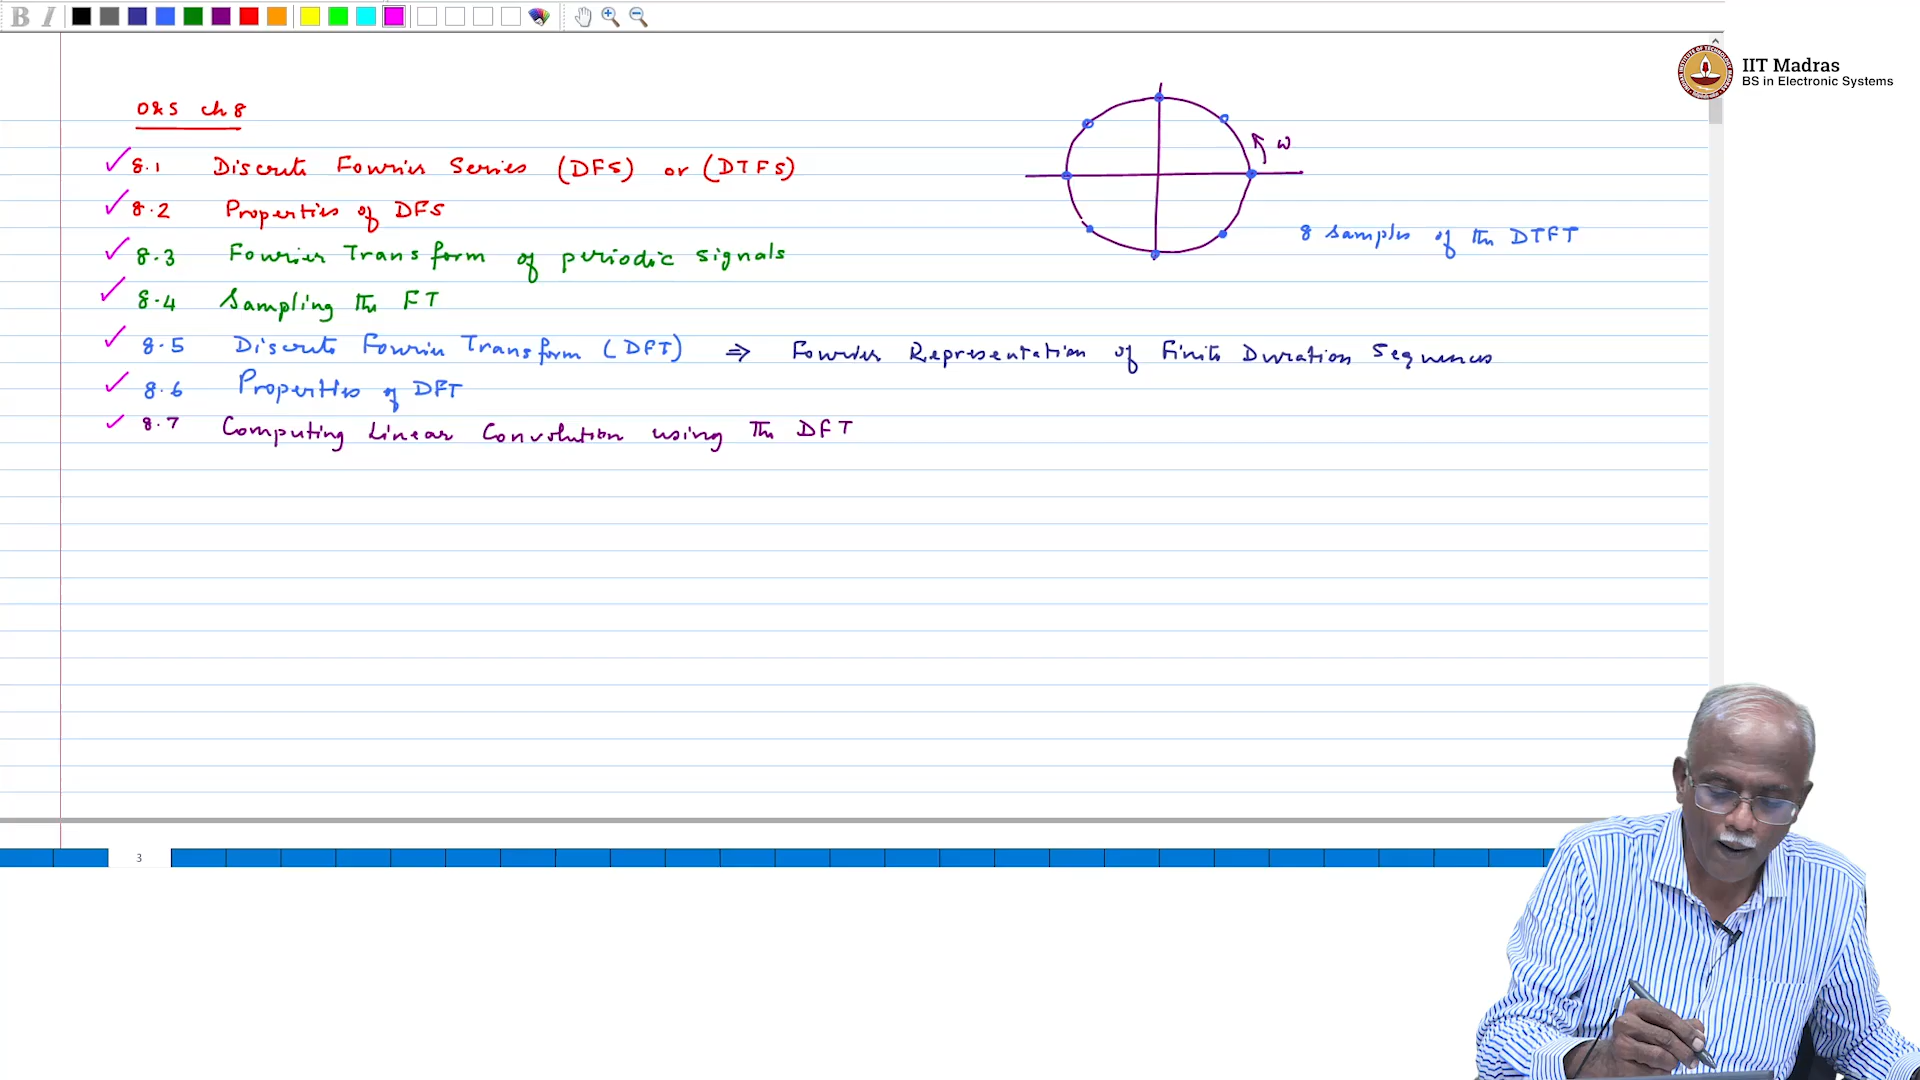 B I
IIT Madras
BS in Electronic Systems
O&S ch 8
8.1 Discrete Fourier Series (DFS) or (DTFS)
8.2 Properties of DFS
8.3 Fourier Transform of periodic signals
8.4 Sampling the FT
8.5 Discrete Fourier Transform (DFT) ⇒ Fourier Representation of Finite Duration Sequences
8.6 Properties of DFT
8.7 Computing Linear Convolution using the DFT
ω
8 samples of the DTFT
3